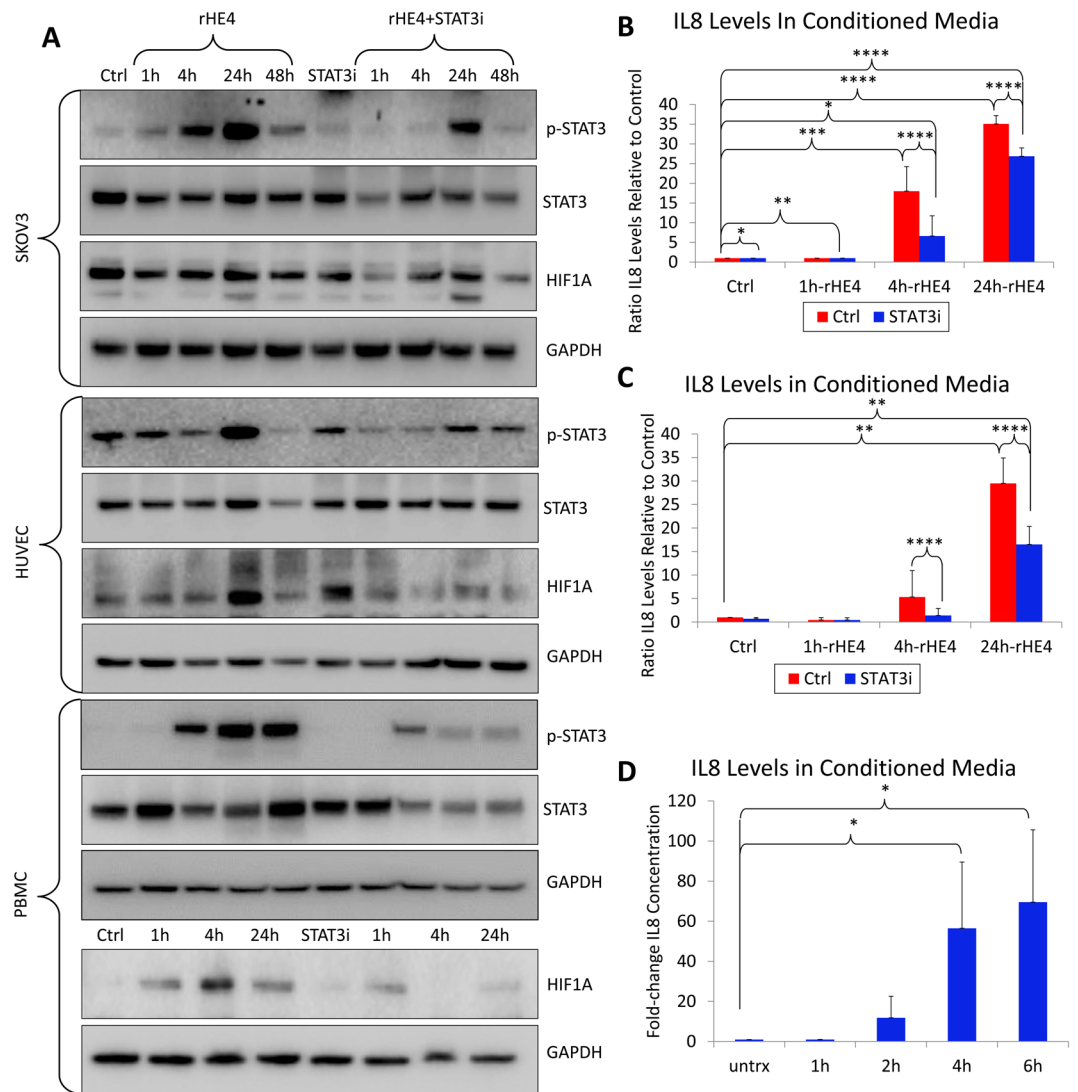 A
rHE4
rHE4+STAT3i
Ctrl 1h 4h 24h 48h STAT3i 1h 4h 24h 48h
SKOV3
p-STAT3
STAT3
HIF1A
GAPDH
HUVEC
p-STAT3
STAT3
HIF1A
GAPDH
PBMC
p-STAT3
STAT3
GAPDH
Ctrl 1h 4h 24h STAT3i 1h 4h 24h
HIF1A
GAPDH
B
IL8 Levels In Conditioned Media
Ratio IL8 Levels Relative to Control
40
35
30
25
20
15
10
5
0
****
**** ****
*
*** ****
**
*
Ctrl 1h-rHE4 4h-rHE4 24h-rHE4
Ctrl STAT3i
C
IL8 Levels in Conditioned Media
Ratio IL8 Levels Relative to Control
40
35
30
25
20
15
10
5
0
**
** ****
****
Ctrl 1h-rHE4 4h-rHE4 24h-rHE4
Ctrl STAT3i
D
IL8 Levels in Conditioned Media
Fold-change IL8 Concentration
120
100
80
60
40
20
0
*
*
untrx 1h 2h 4h 6h